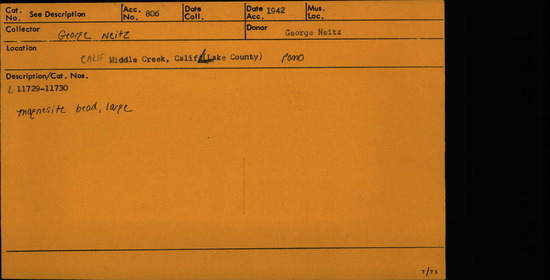 Cat. No. See Description Acc. No. 806 Date Coll. Date Acc. 1942 Mus. Loc.
Collector George Neitz Donor George Neitz
Location
CALIF Middle Creek, Calif (Lake County) Pomo
Description/Cat. Nos.
L 11729-11730
magnesite bead, large
7/73